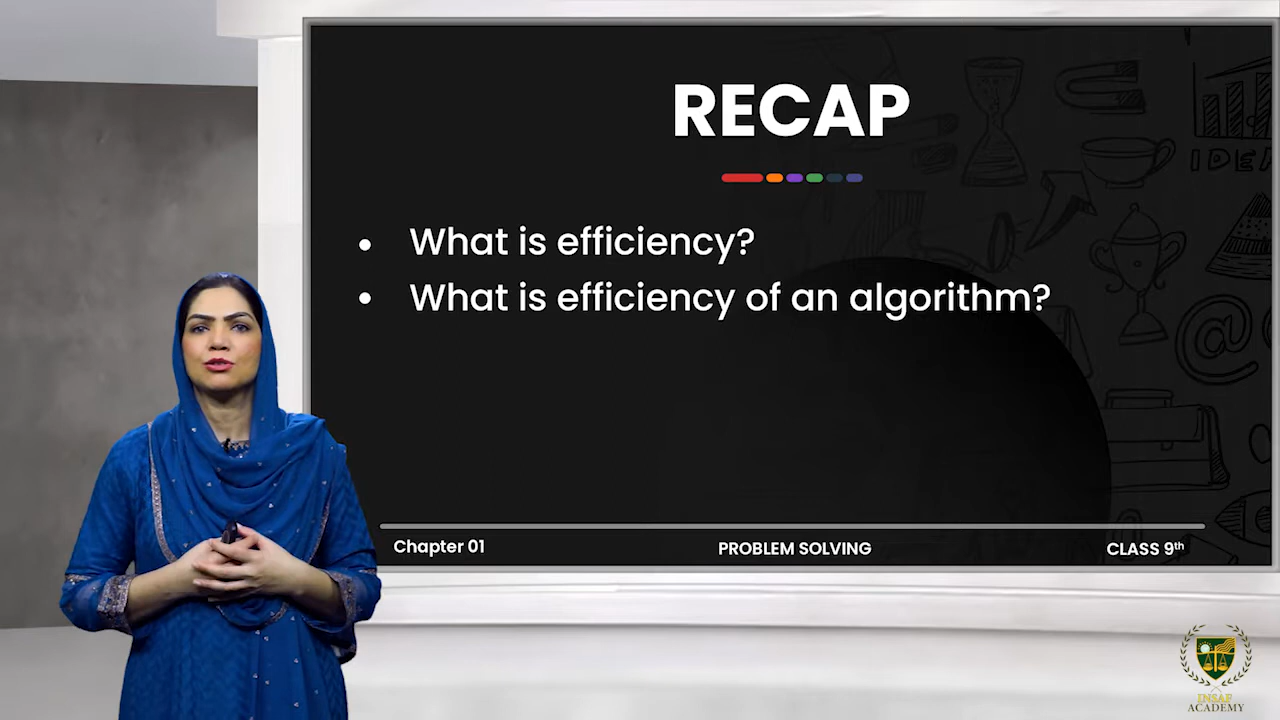 RECAP
IDEA
• What is efficiency?
• What is efficiency of an algorithm?
Chapter 01
PROBLEM SOLVING
CLASS 9th
INSAF
ACADEMY